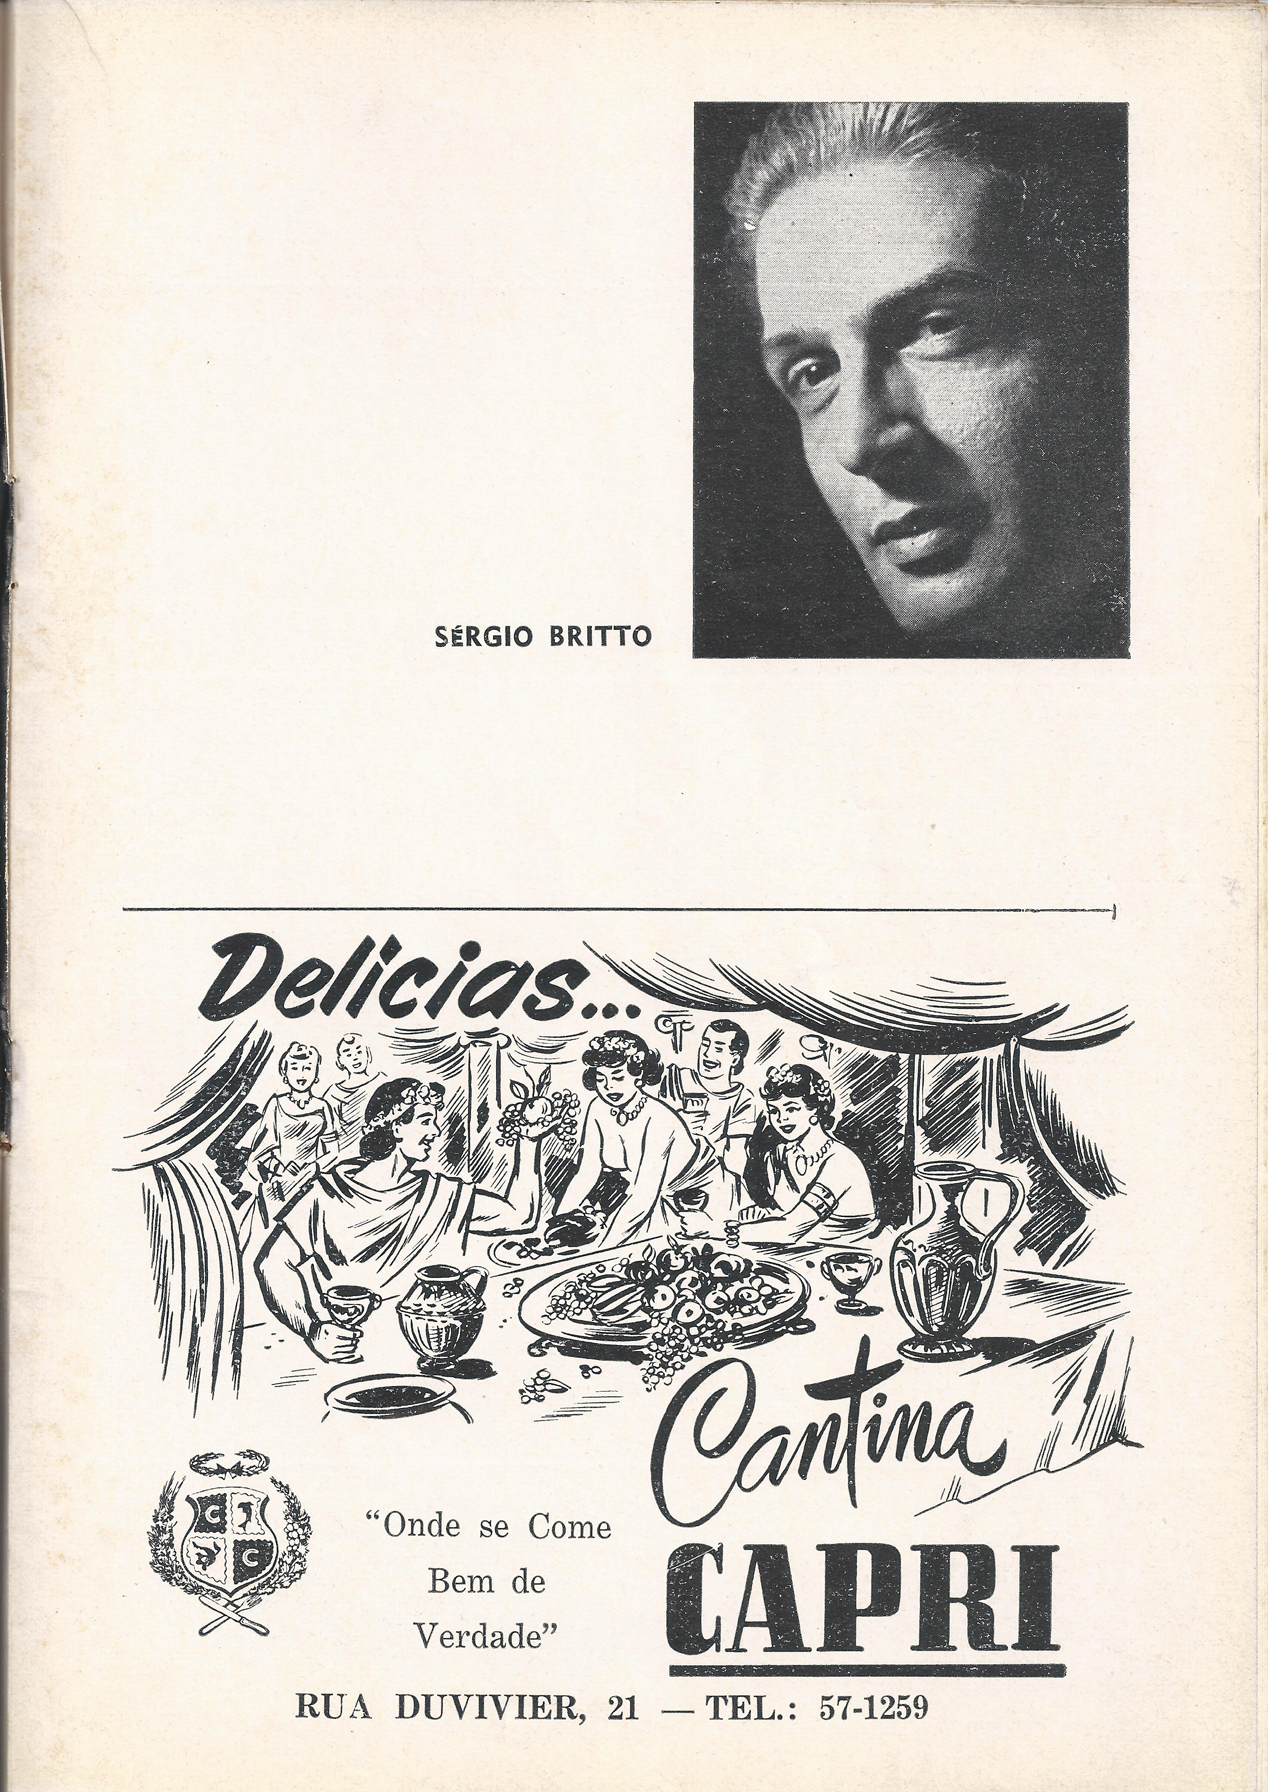 SÉRGIO BRITTO
Delicias...
Cantina
CAPRI
C
C
“Onde se Come
Bem de
Verdade”
RUA DUVIVIER, 21 — TEL.: 57-1259